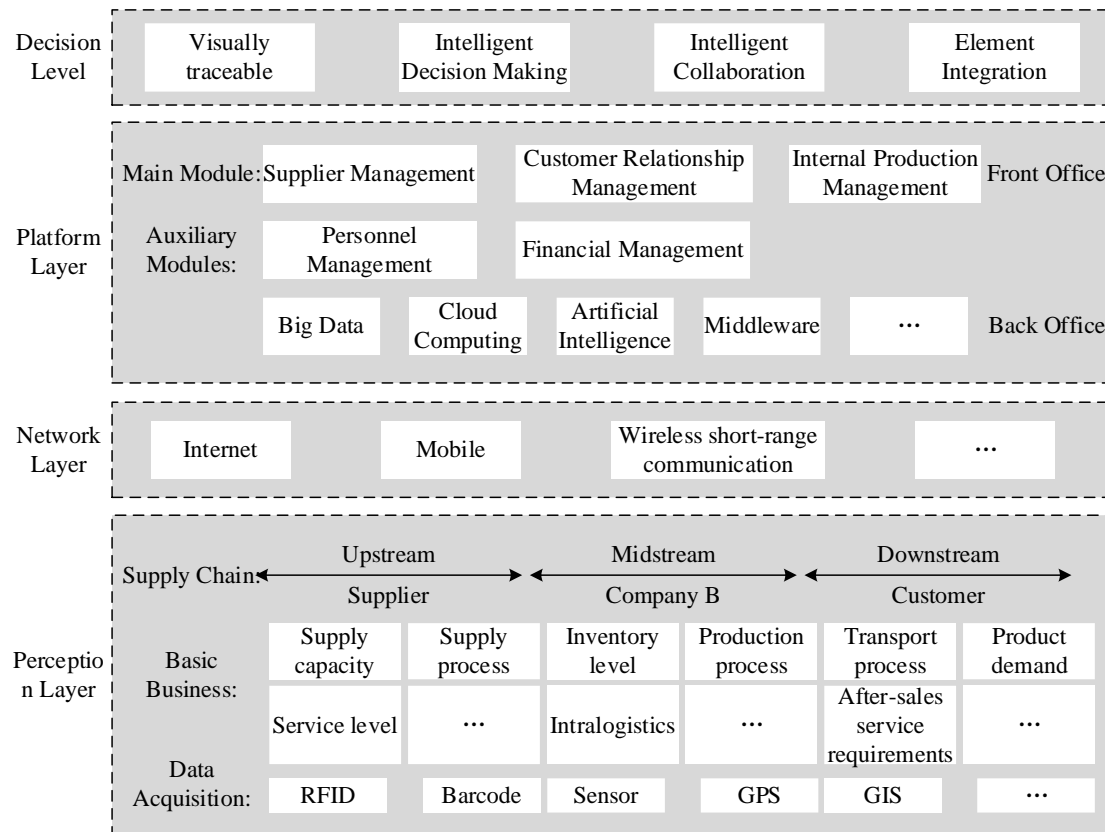 Decision
Level
Visually
traceable
Intelligent
Decision Making
Intelligent
Collaboration
Element
Integration
Platform
Layer
Main Module:
Supplier Management
Customer Relationship
Management
Internal Production
Management
Front Office
Auxiliary
Modules:
Personnel
Management
Financial Management
Big Data
Cloud
Computing
Artificial
Intelligence
Middleware
...
Back Office
Network
Layer
Internet
Mobile
Wireless short-range
communication
...
Perceptio
n Layer
Supply Chain:
Upstream
Supplier
Midstream
Company B
Downstream
Customer
Basic
Business:
Supply
capacity
Supply
process
Inventory
level
Production
process
Transport
process
Product
demand
Service level
...
Intralogistics
...
After-sales
service
requirements
...
Data
Acquisition:
RFID
Barcode
Sensor
GPS
GIS
...